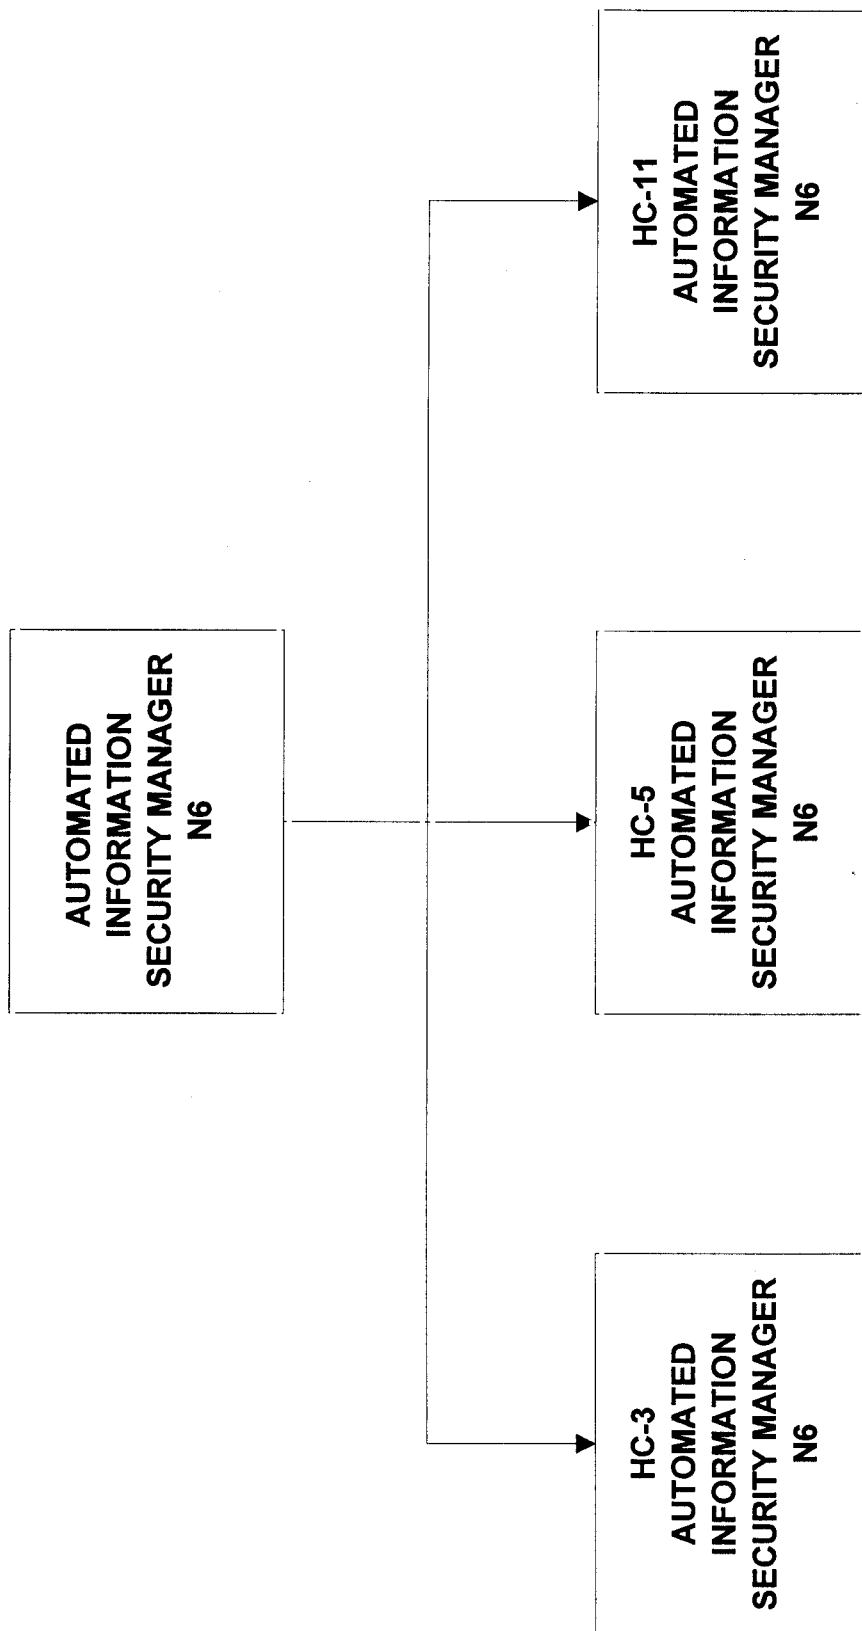 AUTOMATED
INFORMATION
SECURITY MANAGER
N6
HC-3
AUTOMATED
INFORMATION
SECURITY MANAGER
N6
HC-5
AUTOMATED
INFORMATION
SECURITY MANAGER
N6
HC-11
AUTOMATED
INFORMATION
SECURITY MANAGER
N6